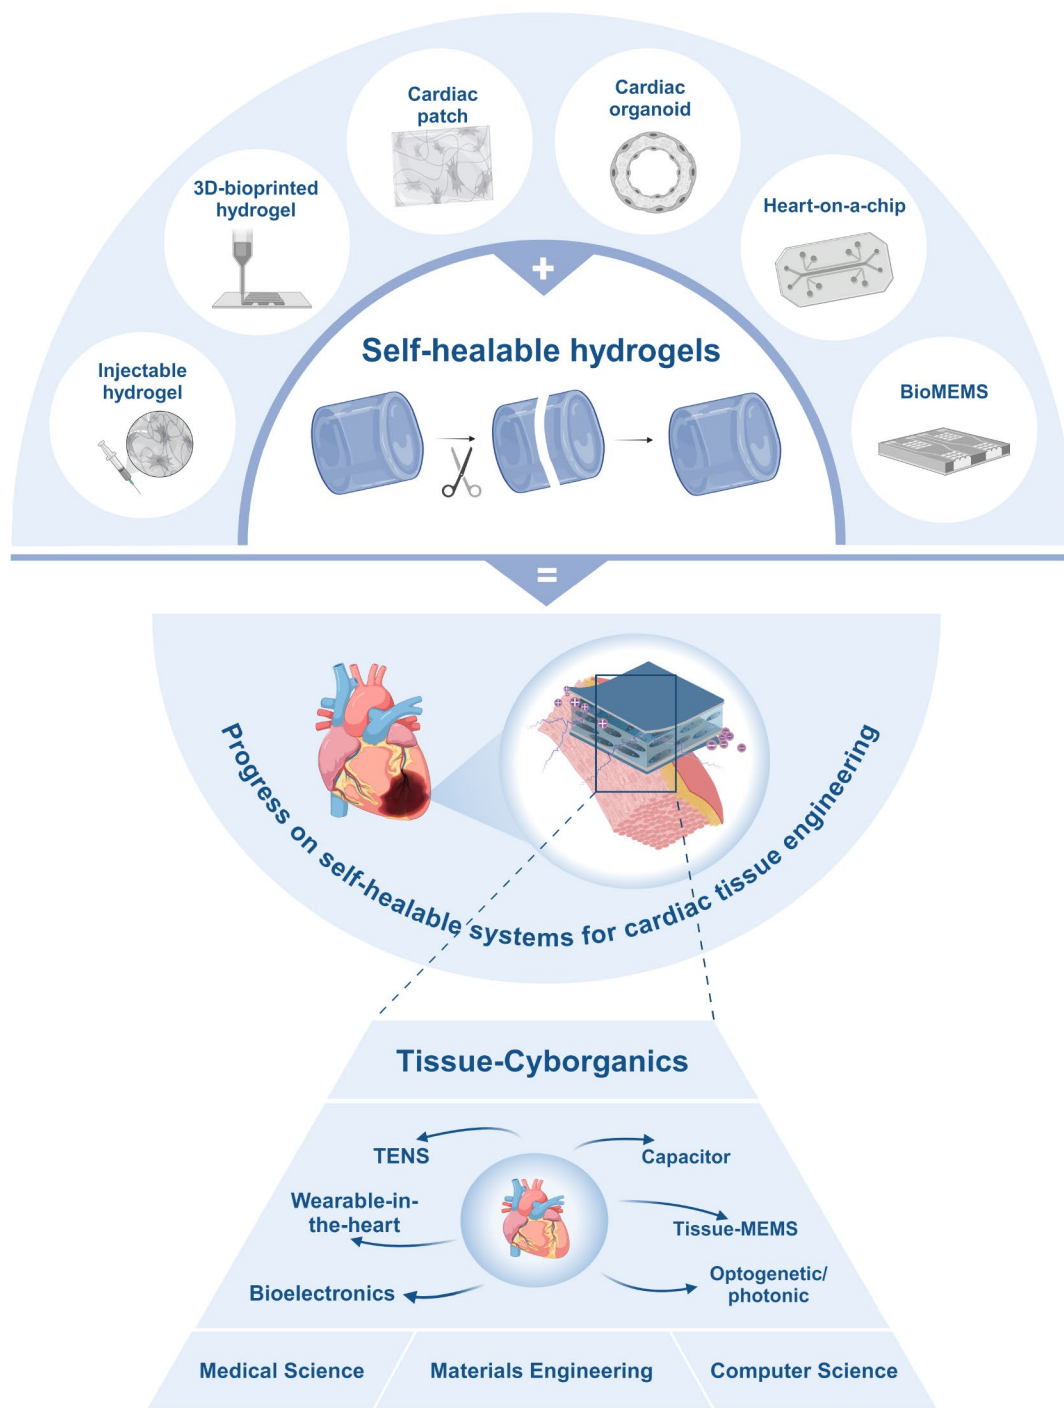 Cardiac
patch
Cardiac
organoid
3D-bioprinted
hydrogel
Heart-on-a-chip
Injectable
hydrogel
BioMEMS
+
Self-healable hydrogels
=
Progress on self-healable systems for cardiac tissue engineering
Tissue-Cyborganics
TENS
Capacitor
Wearable-in-
the-heart
Tissue-MEMS
Bioelectronics
Optogenetic/
photonic
Medical Science
Materials Engineering
Computer Science